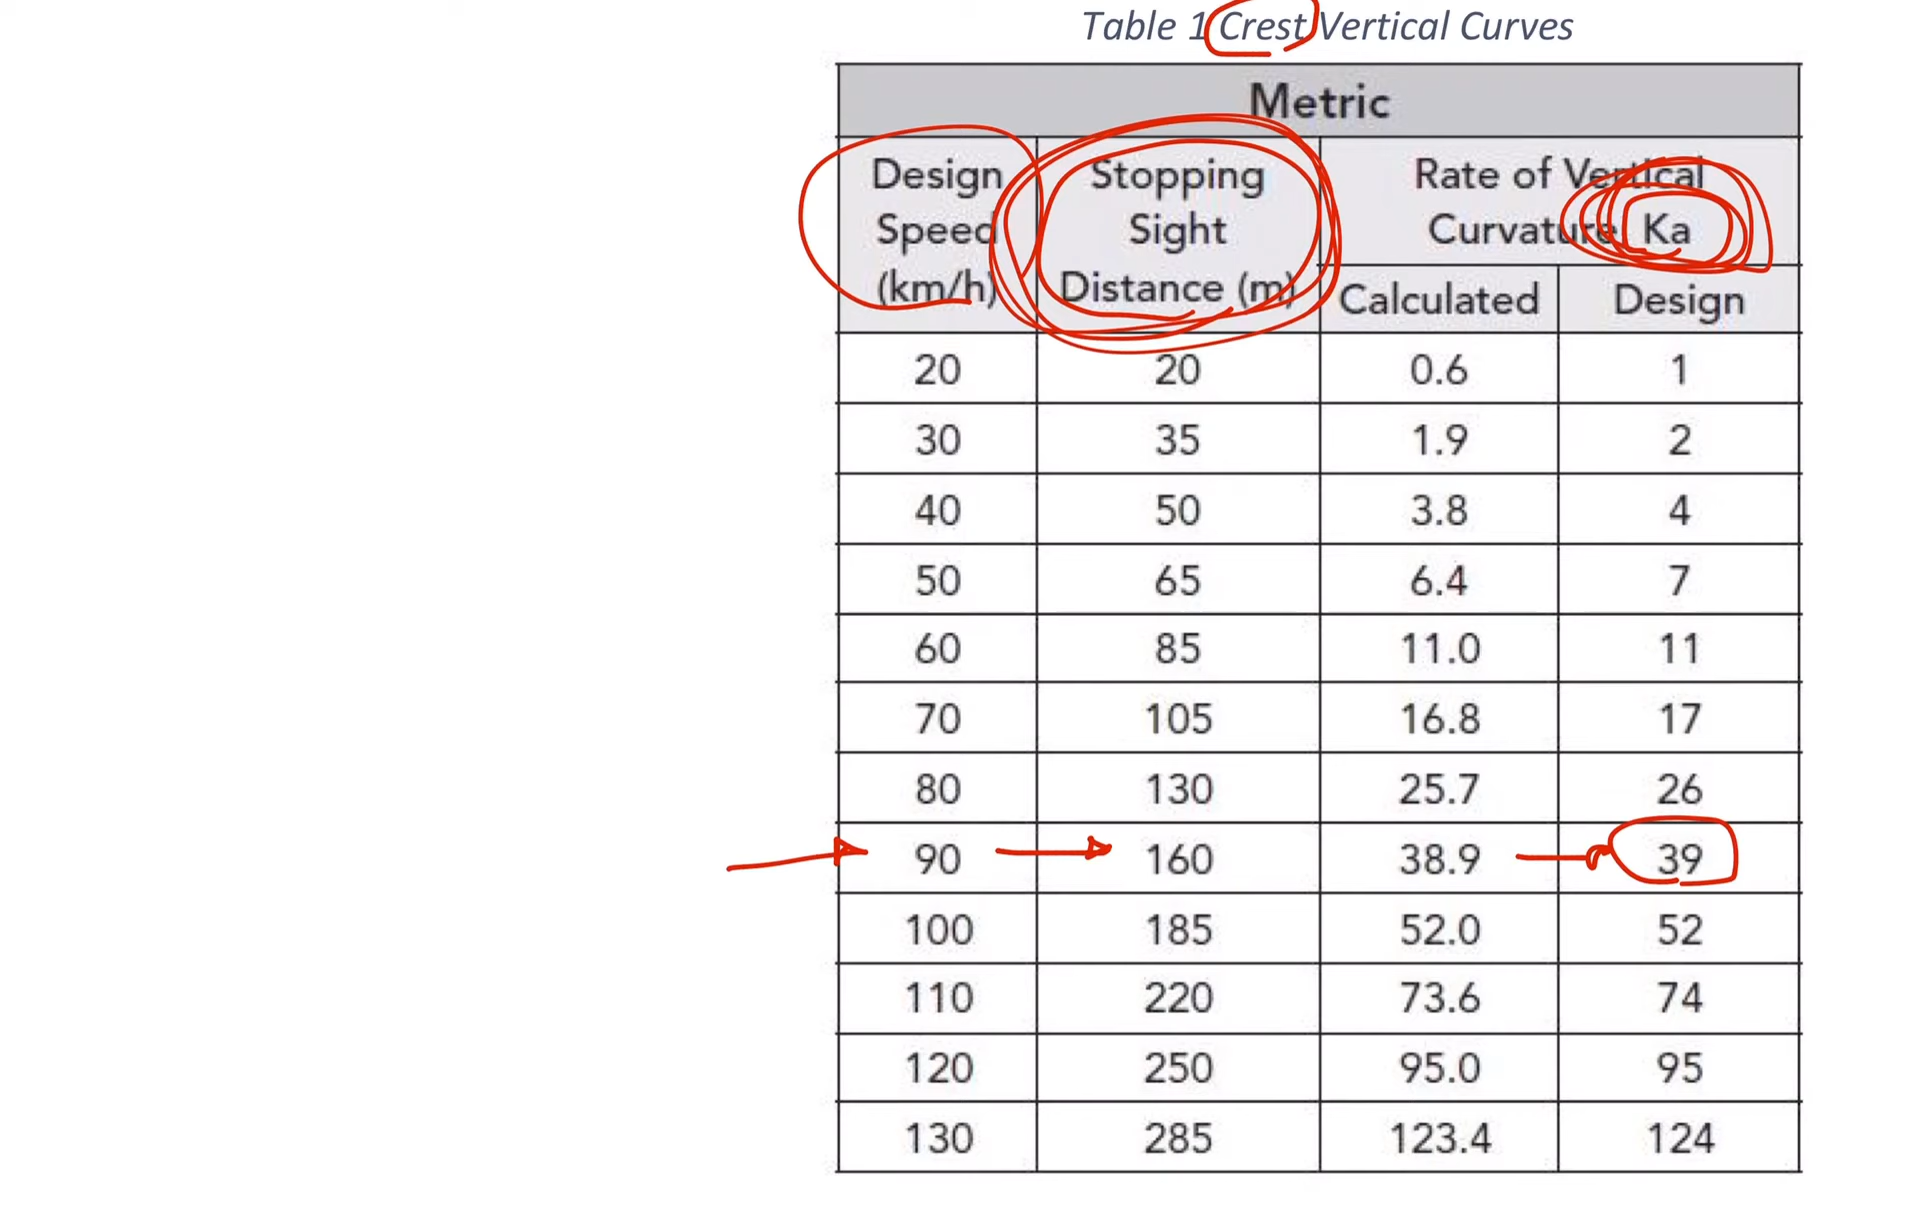 Table 1 Crest Vertical Curves
Metric
Design Speed (km/h) Stopping Sight Distance (m) Rate of Vertical Curvature Ka
Calculated Design
20 20 0.6 1
30 35 1.9 2
40 50 3.8 4
50 65 6.4 7
60 85 11.0 11
70 105 16.8 17
80 130 25.7 26
90 160 38.9 39
100 185 52.0 52
110 220 73.6 74
120 250 95.0 95
130 285 123.4 124